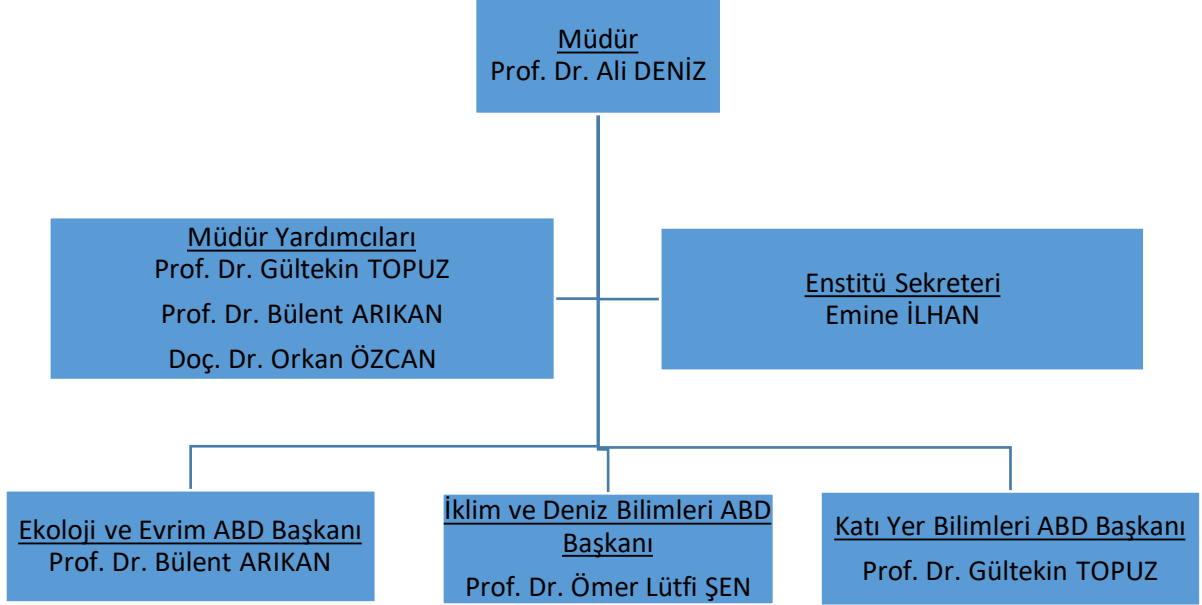 Müdür
Prof. Dr. Ali DENİZ
Müdür Yardımcıları
Prof. Dr. Gültekin TOPUZ
Prof. Dr. Bülent ARIKAN
Doç. Dr. Orkan ÖZCAN
Enstitü Sekreteri
Emine İLHAN
Ekoloji ve Evrim ABD Başkanı
Prof. Dr. Bülent ARIKAN
İklim ve Deniz Bilimleri ABD
Başkanı
Prof. Dr. Ömer Lütfi ŞEN
Katı Yer Bilimleri ABD Başkanı
Prof. Dr. Gültekin TOPUZ